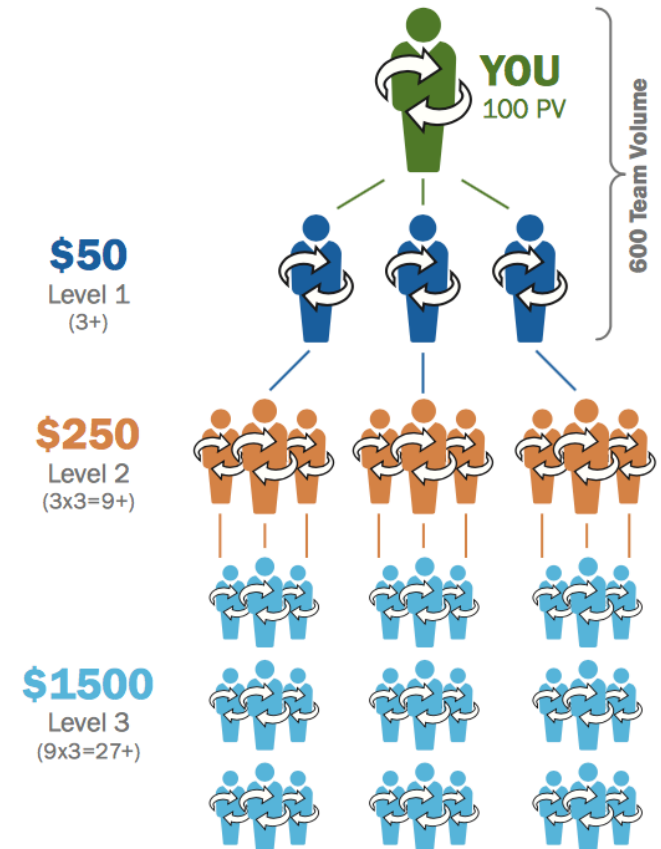 YOU
100 PV
600 Team Volume
$50
Level 1
(3+)
$250
Level 2
(3x3=9+)
$1500
Level 3
(9x3=27+)